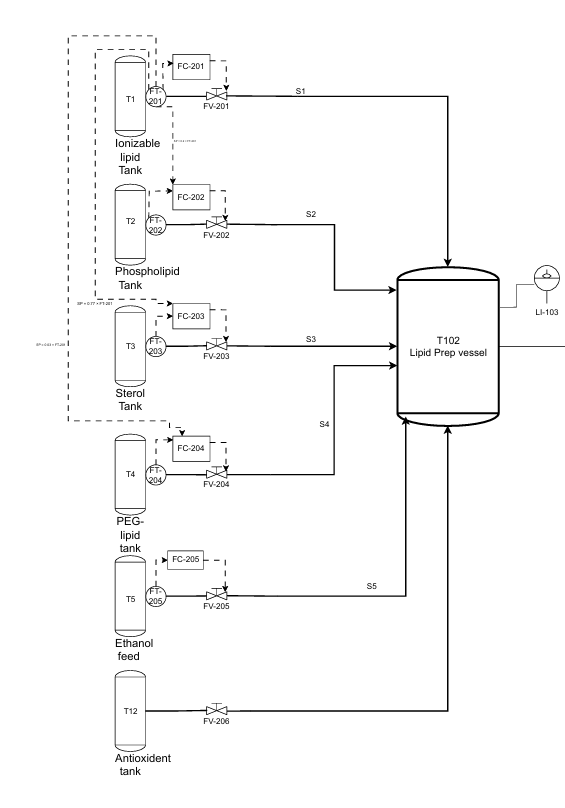 FC-201
T1
FT-
201
S1
FV-201
Ionizable
lipid
Tank
FC-202
T2
FT-
202
S2
FV-202
Phospholipid
Tank
SP = 0.77 × FT-201
FC-203
T3
FT-
203
S3
FV-203
Sterol
Tank
T102
Lipid Prep vessel
LI-103
S4
FC-204
T4
FT-
204
FV-204
PEG-
lipid
tank
FC-205
T5
FT-
205
S5
FV-205
Ethanol
feed
T12
FV-206
Antioxident
tank